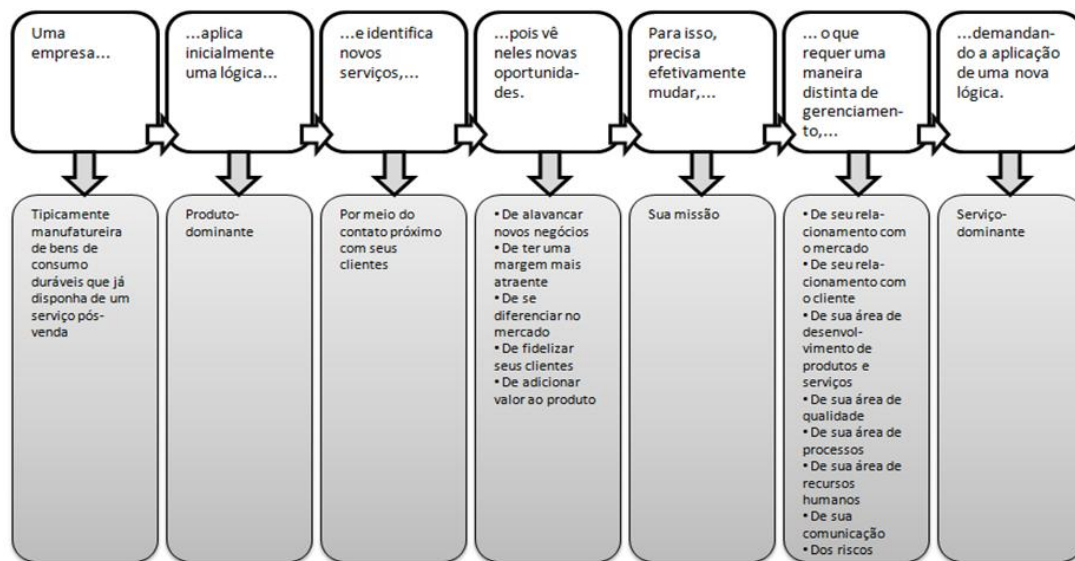 Uma
empresa...
...aplica
inicialmente
uma lógica...
...e identifica
novos
serviços,...
...pois vê
neles novas
oportunida-
des.
Para isso,
precisa
efetivamente
mudar,...
... o que
requer uma
maneira
distinta de
gerenciamen-
to,...
...demandan-
do a aplicação
de uma nova
lógica.
Tipicamente
manufatureira
de bens de
consumo
duráveis que já
disponha de um
serviço pós-
venda
Produto-
dominante
Por meio do
contato próximo
com seus
clientes
• De alavancar
novos negócios
• De ter uma
margem mais
atraente
• De se
diferenciar no
mercado
• De fidelizar
seus clientes
• De adicionar
valor ao produto
Sua missão
• De seu rela-
cionamento com
o mercado
• De seu rela-
cionamento com
o cliente
• De sua área de
desenvol-
vimento de
produtos e
serviços
• De sua área de
qualidade
• De sua área de
processos
• De sua área de
recursos
humanos
• De sua
comunicação
• Dos riscos
Serviço-
dominante